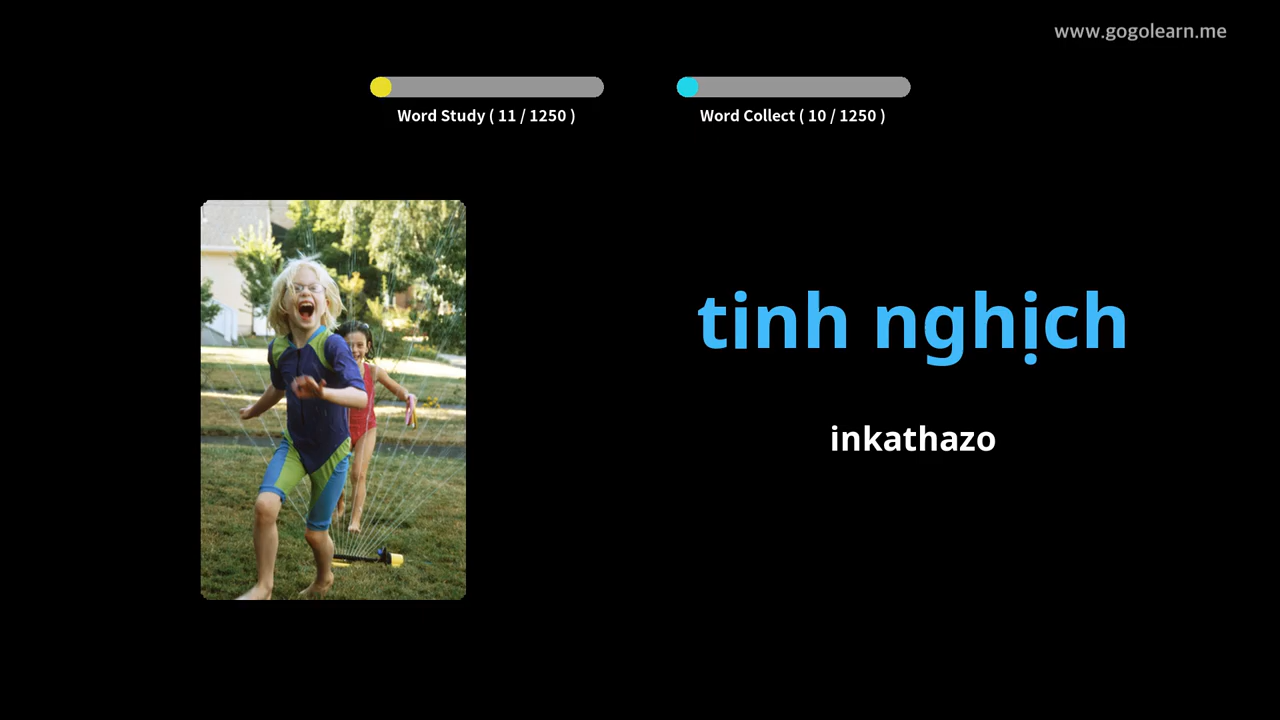 www.gogolearn.me
Word Study ( 11 / 1250 )
Word Collect ( 10 / 1250 )
tinh nghịch
inkathazo